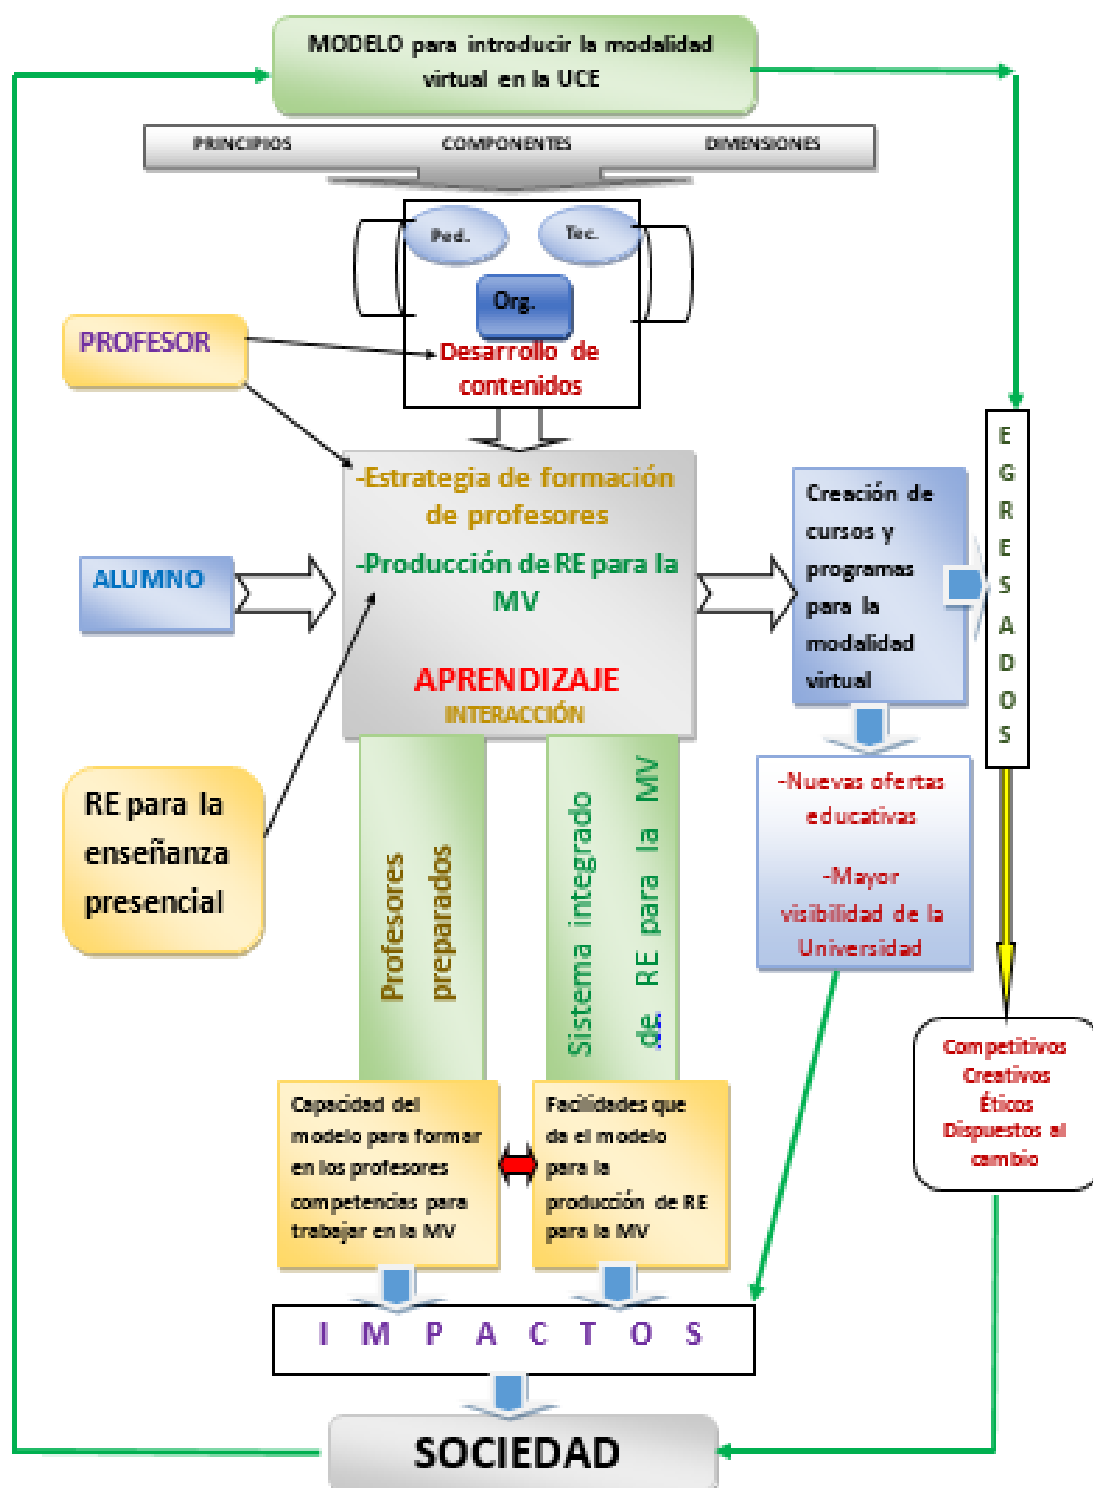 MODELO para introducir la modalidad
virtual en la UCE
PRINCIPIOS COMPONENTES DIMENSIONES
Ped. Tec.
Org.
Desarrollo de
contenidos
PROFESOR
-Estrategia de formación
de profesores
-Producción de RE para la
MV
APRENDIZAJE
INTERACCIÓN
ALUMNO
RE para la
enseñanza
presencial
Creación de
cursos y
programas
para la
modalidad
virtual
EGRESADOS
-Nuevas ofertas
educativas
-Mayor
visibilidad de la
Universidad
Profesores
preparados
Sistema integrado
de RE para la MV
Competitivos
Creativos
Éticos
Dispuestos al
cambio
Capacidad del
modelo para formar
en los profesores
competencias para
trabajar en la MV
Facilidades que
da el modelo
para la
producción de RE
para la MV
I M P A C T O S
SOCIEDAD